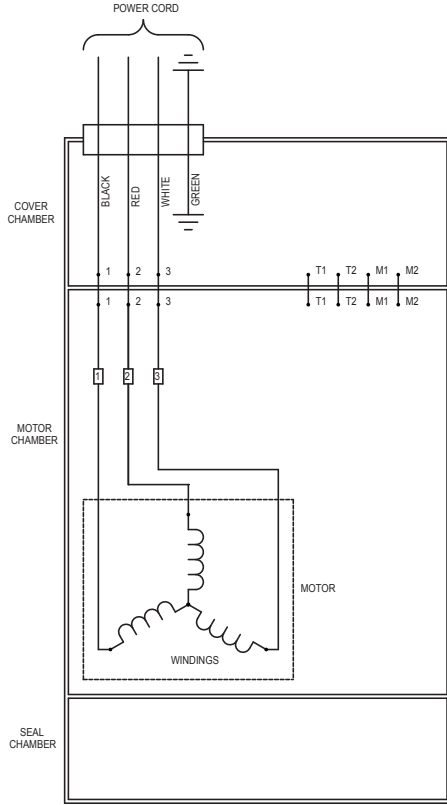 POWER CORD
BLACK
RED
WHITE
GREEN
COVER
CHAMBER
1 2 3 T1 T2 M1 M2
1 2 3 T1 T2 M1 M2
1 2 3
MOTOR
CHAMBER
MOTOR
WINDINGS
SEAL
CHAMBER